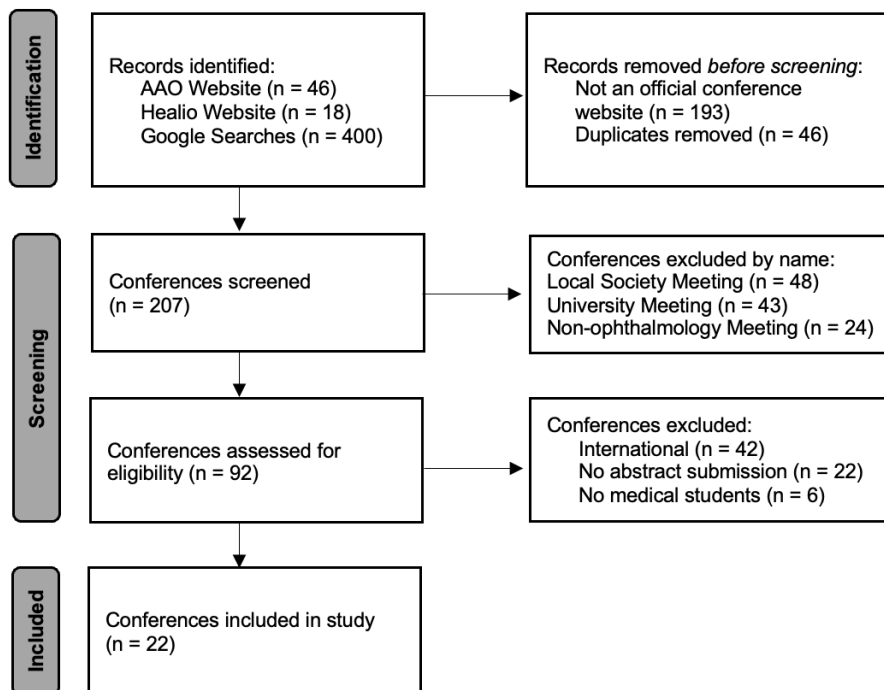 Identification
Records identified:
AAO Website (n = 46)
Healio Website (n = 18)
Google Searches (n = 400)
Records removed before screening:
Not an official conference
website (n = 193)
Duplicates removed (n = 46)
Screening
Conferences screened
(n = 207)
Conferences excluded by name:
Local Society Meeting (n = 48)
University Meeting (n = 43)
Non-ophthalmology Meeting (n = 24)
Conferences assessed for
eligibility (n = 92)
Conferences excluded:
International (n = 42)
No abstract submission (n = 22)
No medical students (n = 6)
Included
Conferences included in study
(n = 22)